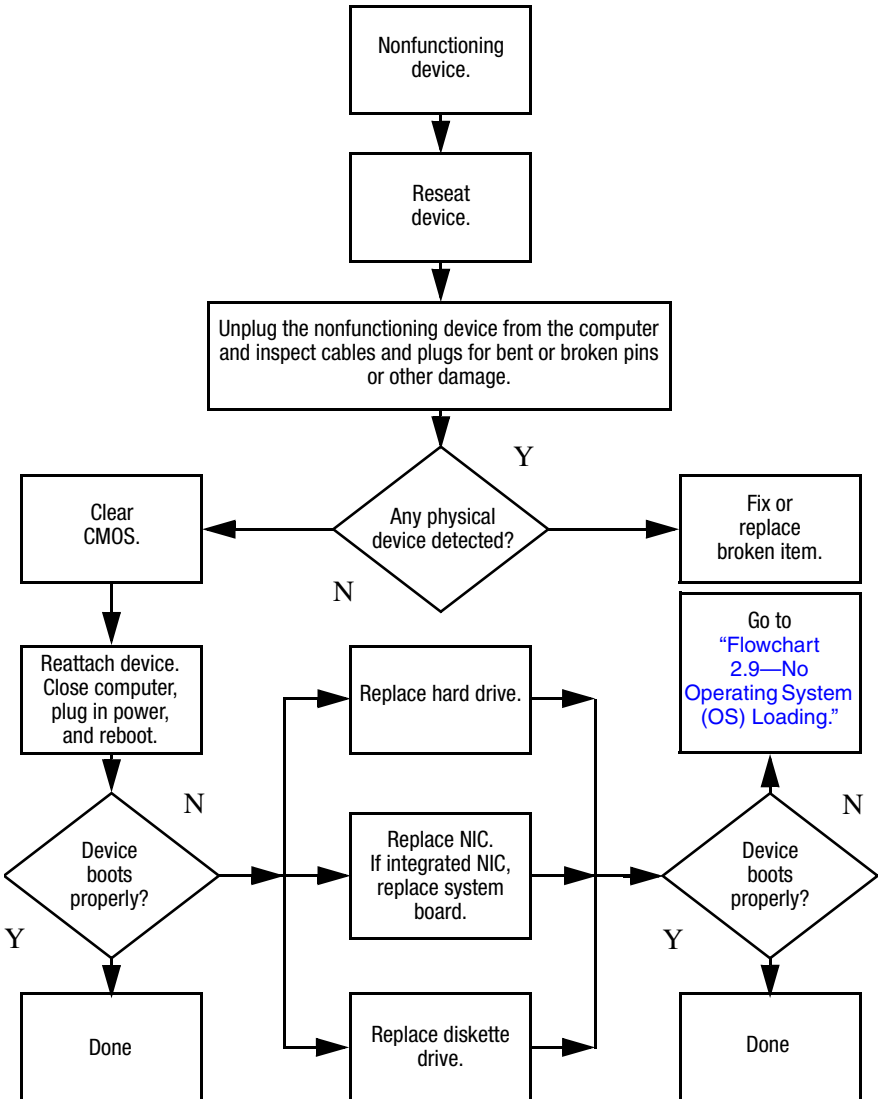 Nonfunctioning
device.
Reseat
device.
Unplug the nonfunctioning device from the computer
and inspect cables and plugs for bent or broken pins
or other damage.
Y
Any physical
device detected?
N
Clear
CMOS.
Fix or
replace
broken item.
Go to
“Flowchart
2.9—No
Operating System
(OS) Loading.”
Reattach device.
Close computer,
plug in power,
and reboot.
Replace hard drive.
N
Device
boots
properly?
Y
Replace NIC.
If integrated NIC,
replace system
board.
N
Device
boots
properly?
Y
Done
Replace diskette
drive.
Done